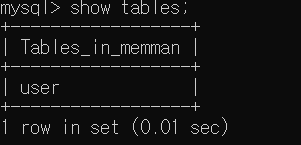 mysql> show tables;
+------------------+
| Tables_in_memman |
+------------------+
| user             |
+------------------+
1 row in set (0.01 sec)